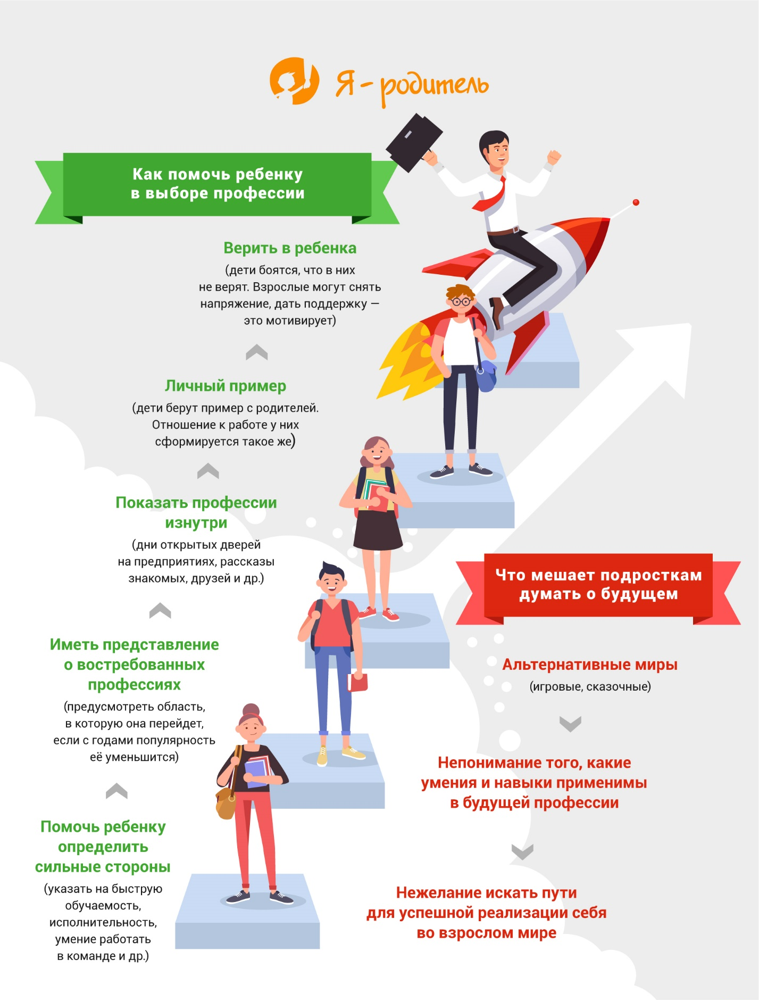 Я - родитель
Как помочь ребенку
в выборе профессии
Верить в ребенка
(дети боятся, что в них
не верят. Взрослые могут снять
напряжение, дать поддержку —
это мотивирует)
Личный пример
(дети берут пример с родителей.
Отношение к работе у них
сформируется такое же)
Показать профессии
изнутри
(дни открытых дверей
на предприятиях, рассказы
знакомых, друзей и др.)
Иметь представление
о востребованных
профессиях
(предусмотреть область,
в которую она перейдет,
если с годами популярность
её уменьшится)
Помочь ребенку
определить
сильные стороны
(указать на быструю
обучаемость,
исполнительность,
умение работать
в команде и др.)
Что мешает подросткам
думать о будущем
Альтернативные миры
(игровые, сказочные)
Непонимание того, какие
умения и навыки применимы
в будущей профессии
Нежелание искать пути
для успешной реализации себя
во взрослом мире